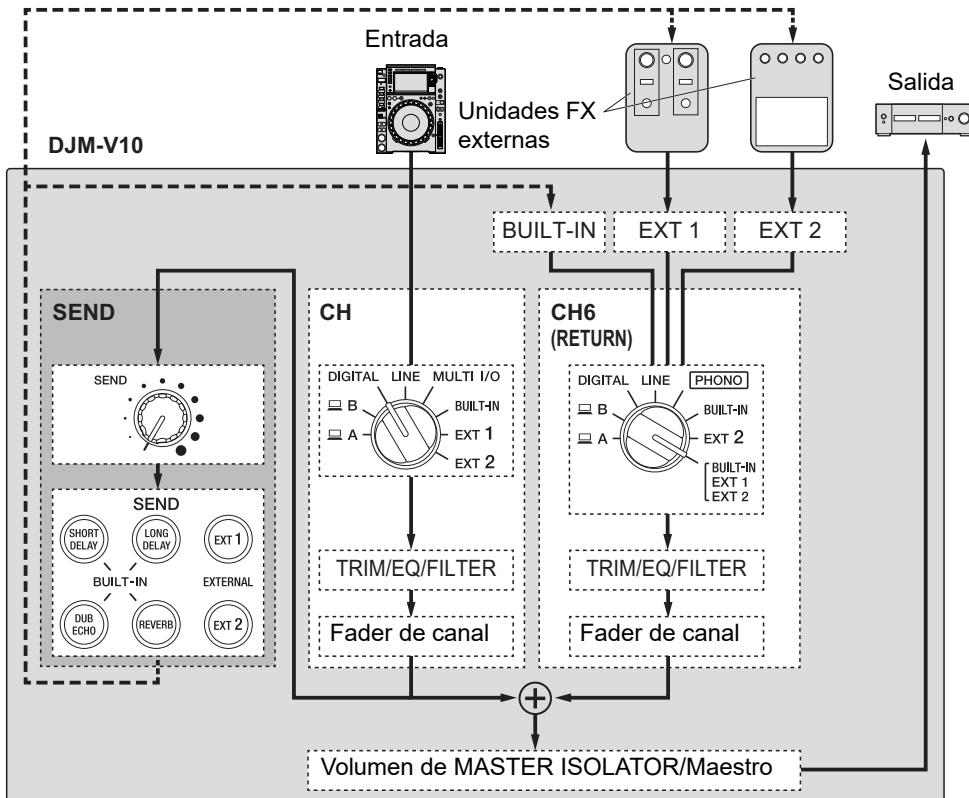 Entrada
Unidades FX
externas
Salida
DJM-V10
BUILT-IN
EXT 1
EXT 2
SEND
SEND
SEND
SHORT
DELAY
LONG
DELAY
EXT 1
BUILT-IN
EXTERNAL
DUB
ECHO
REVERB
EXT 2
CH
DIGITAL
LINE
MULTI I/O
B
BUILT-IN
A
EXT 1
EXT 2
TRIM/EQ/FILTER
Fader de canal
CH6
(RETURN)
DIGITAL
LINE
PHONO
B
BUILT-IN
A
EXT 2
BUILT-IN
EXT 1
EXT 2
TRIM/EQ/FILTER
Fader de canal
Volumen de MASTER ISOLATOR/Maestro